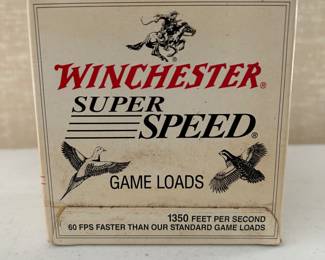 WINCHESTER®
SUPER
SPEED®
GAME LOADS
1350 FEET PER SECOND
60 FPS FASTER THAN OUR STANDARD GAME LOADS